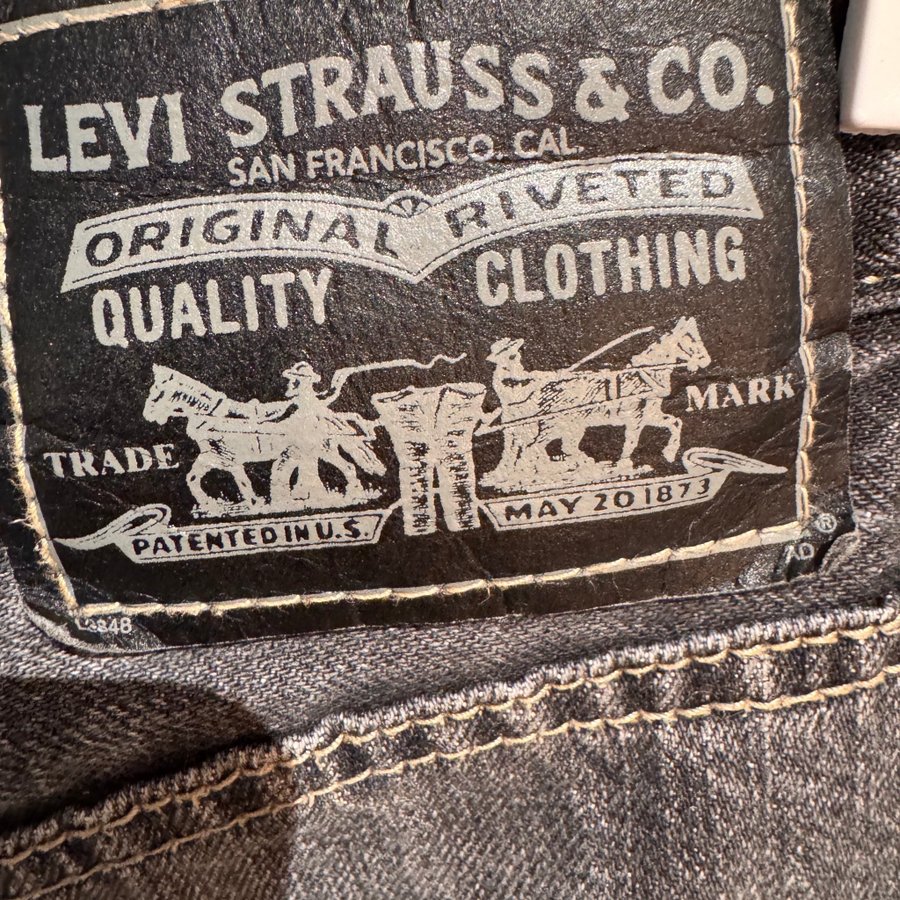 LEVI STRAUSS & CO.
SAN FRANCISCO. CAL.
ORIGINAL RIVETED
QUALITY CLOTHING
TRADE MARK
PATENTED IN U.S. MAY 20 1873
®